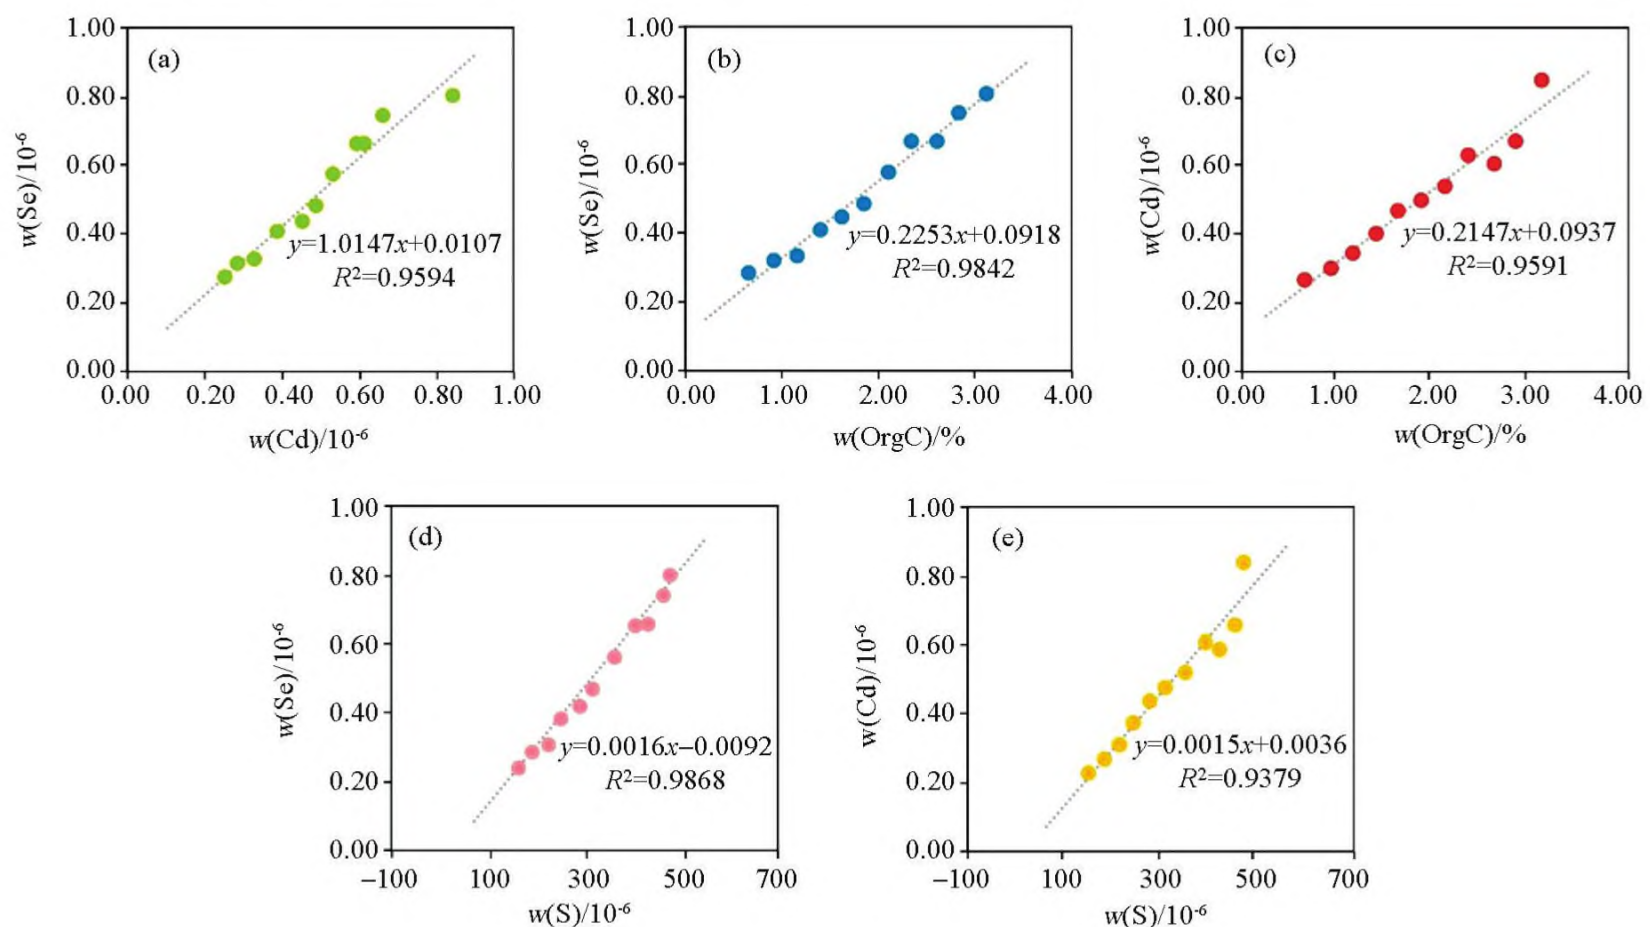 (a)
1.00
0.80
0.60
0.40
0.20
0.00
w(Se)/10⁻⁶
y=1.0147x+0.0107
R²=0.9594
0.00 0.20 0.40 0.60 0.80 1.00
w(Cd)/10⁻⁶
(b)
1.00
0.80
0.60
0.40
0.20
0.00
w(Se)/10⁻⁶
y=0.2253x+0.0918
R²=0.9842
0.00 1.00 2.00 3.00 4.00
w(OrgC)/%
(c)
1.00
0.80
0.60
0.40
0.20
0.00
w(Cd)/10⁻⁶
y=0.2147x+0.0937
R²=0.9591
0.00 1.00 2.00 3.00 4.00
w(OrgC)/%
(d)
1.00
0.80
0.60
0.40
0.20
0.00
w(Se)/10⁻⁶
y=0.0016x−0.0092
R²=0.9868
−100 100 300 500 700
w(S)/10⁻⁶
(e)
1.00
0.80
0.60
0.40
0.20
0.00
w(Cd)/10⁻⁶
y=0.0015x+0.0036
R²=0.9379
−100 100 300 500 700
w(S)/10⁻⁶